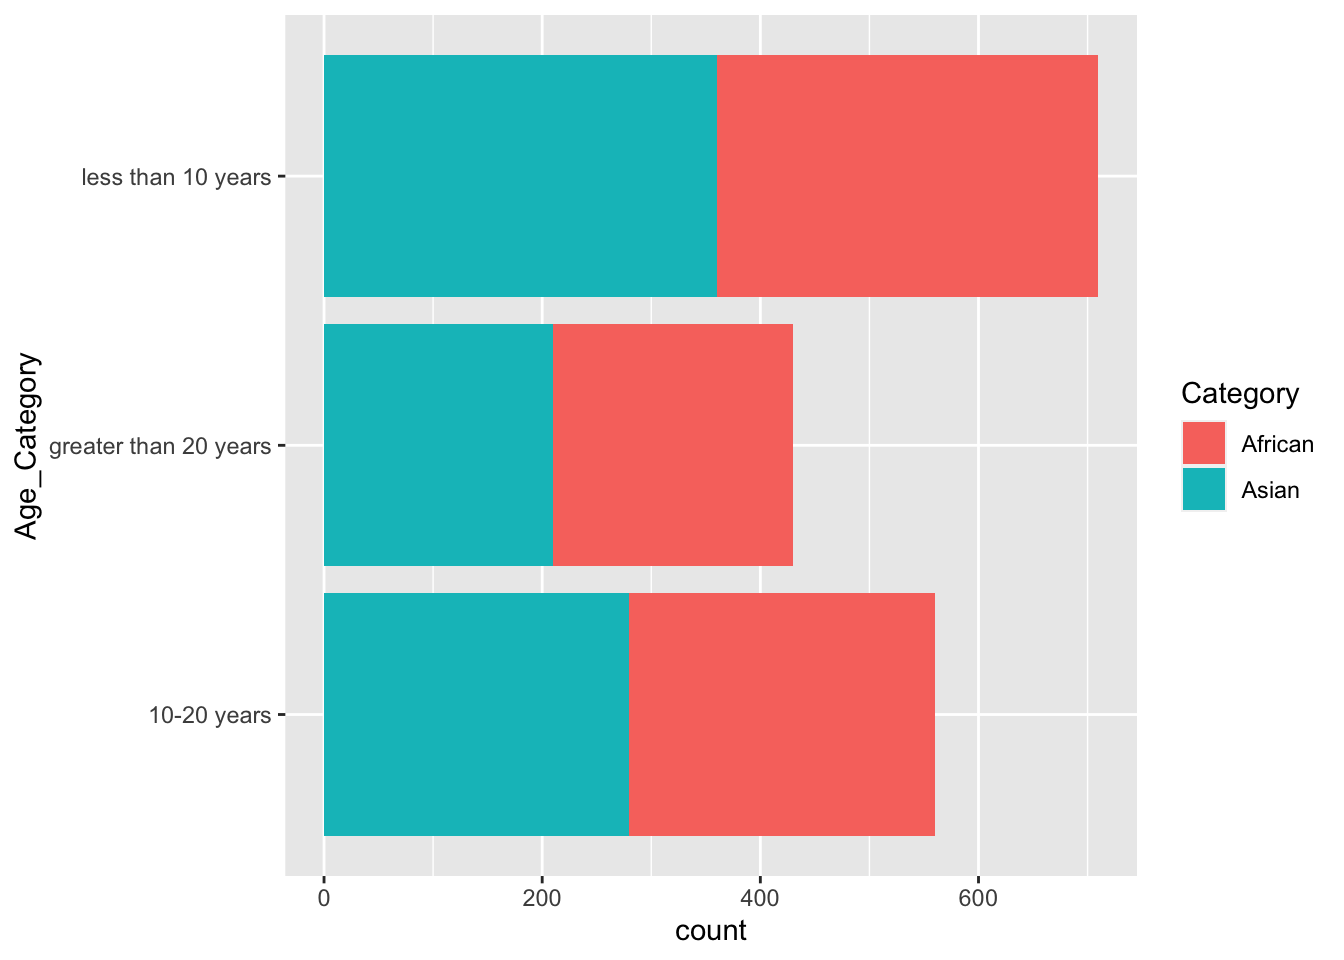 Age_Category
less than 10 years
greater than 20 years
10-20 years
0 200 400 600
count
Category
African
Asian